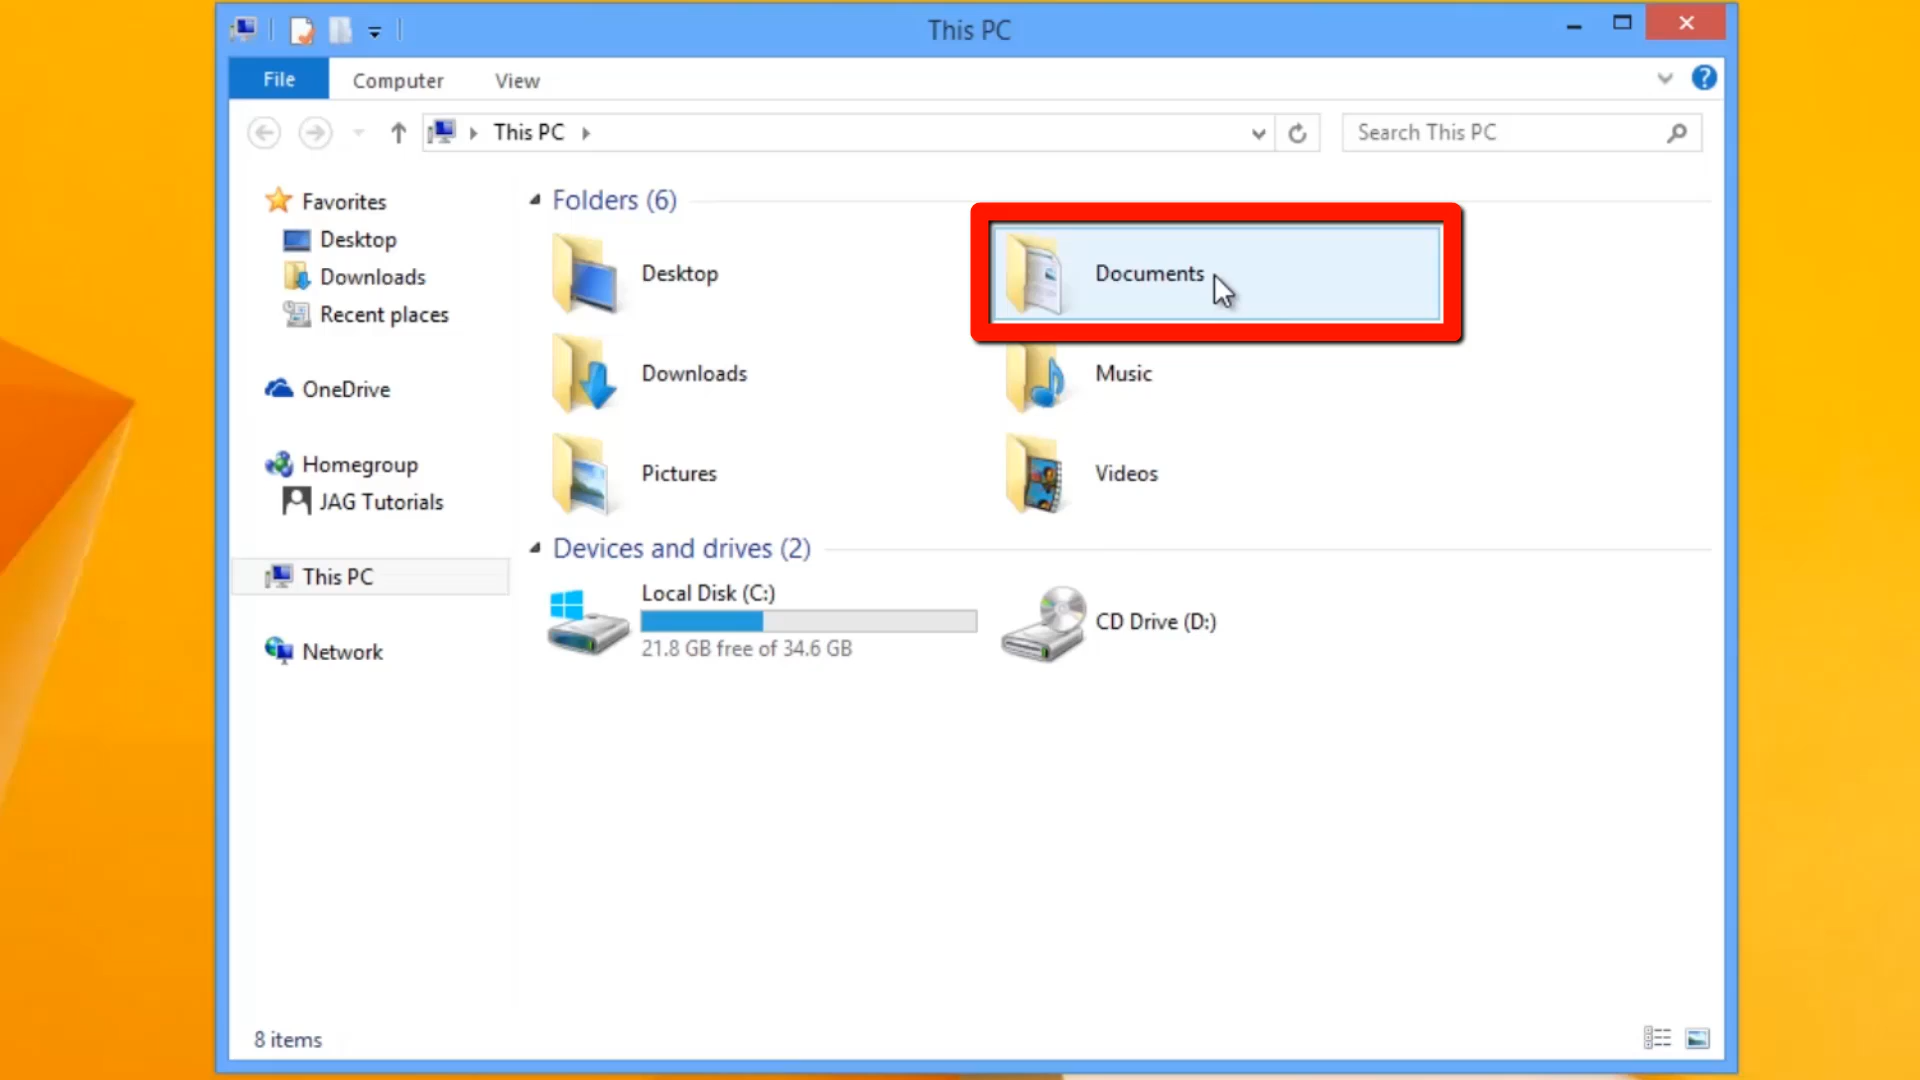 This PC
File
Computer
View
This PC
Search This PC
Favorites
Desktop
Downloads
Recent places
OneDrive
Homegroup
JAG Tutorials
This PC
Network
Folders (6)
Desktop
Documents
Downloads
Music
Pictures
Videos
Devices and drives (2)
Local Disk (C:)
21.8 GB free of 34.6 GB
CD Drive (D:)
8 items